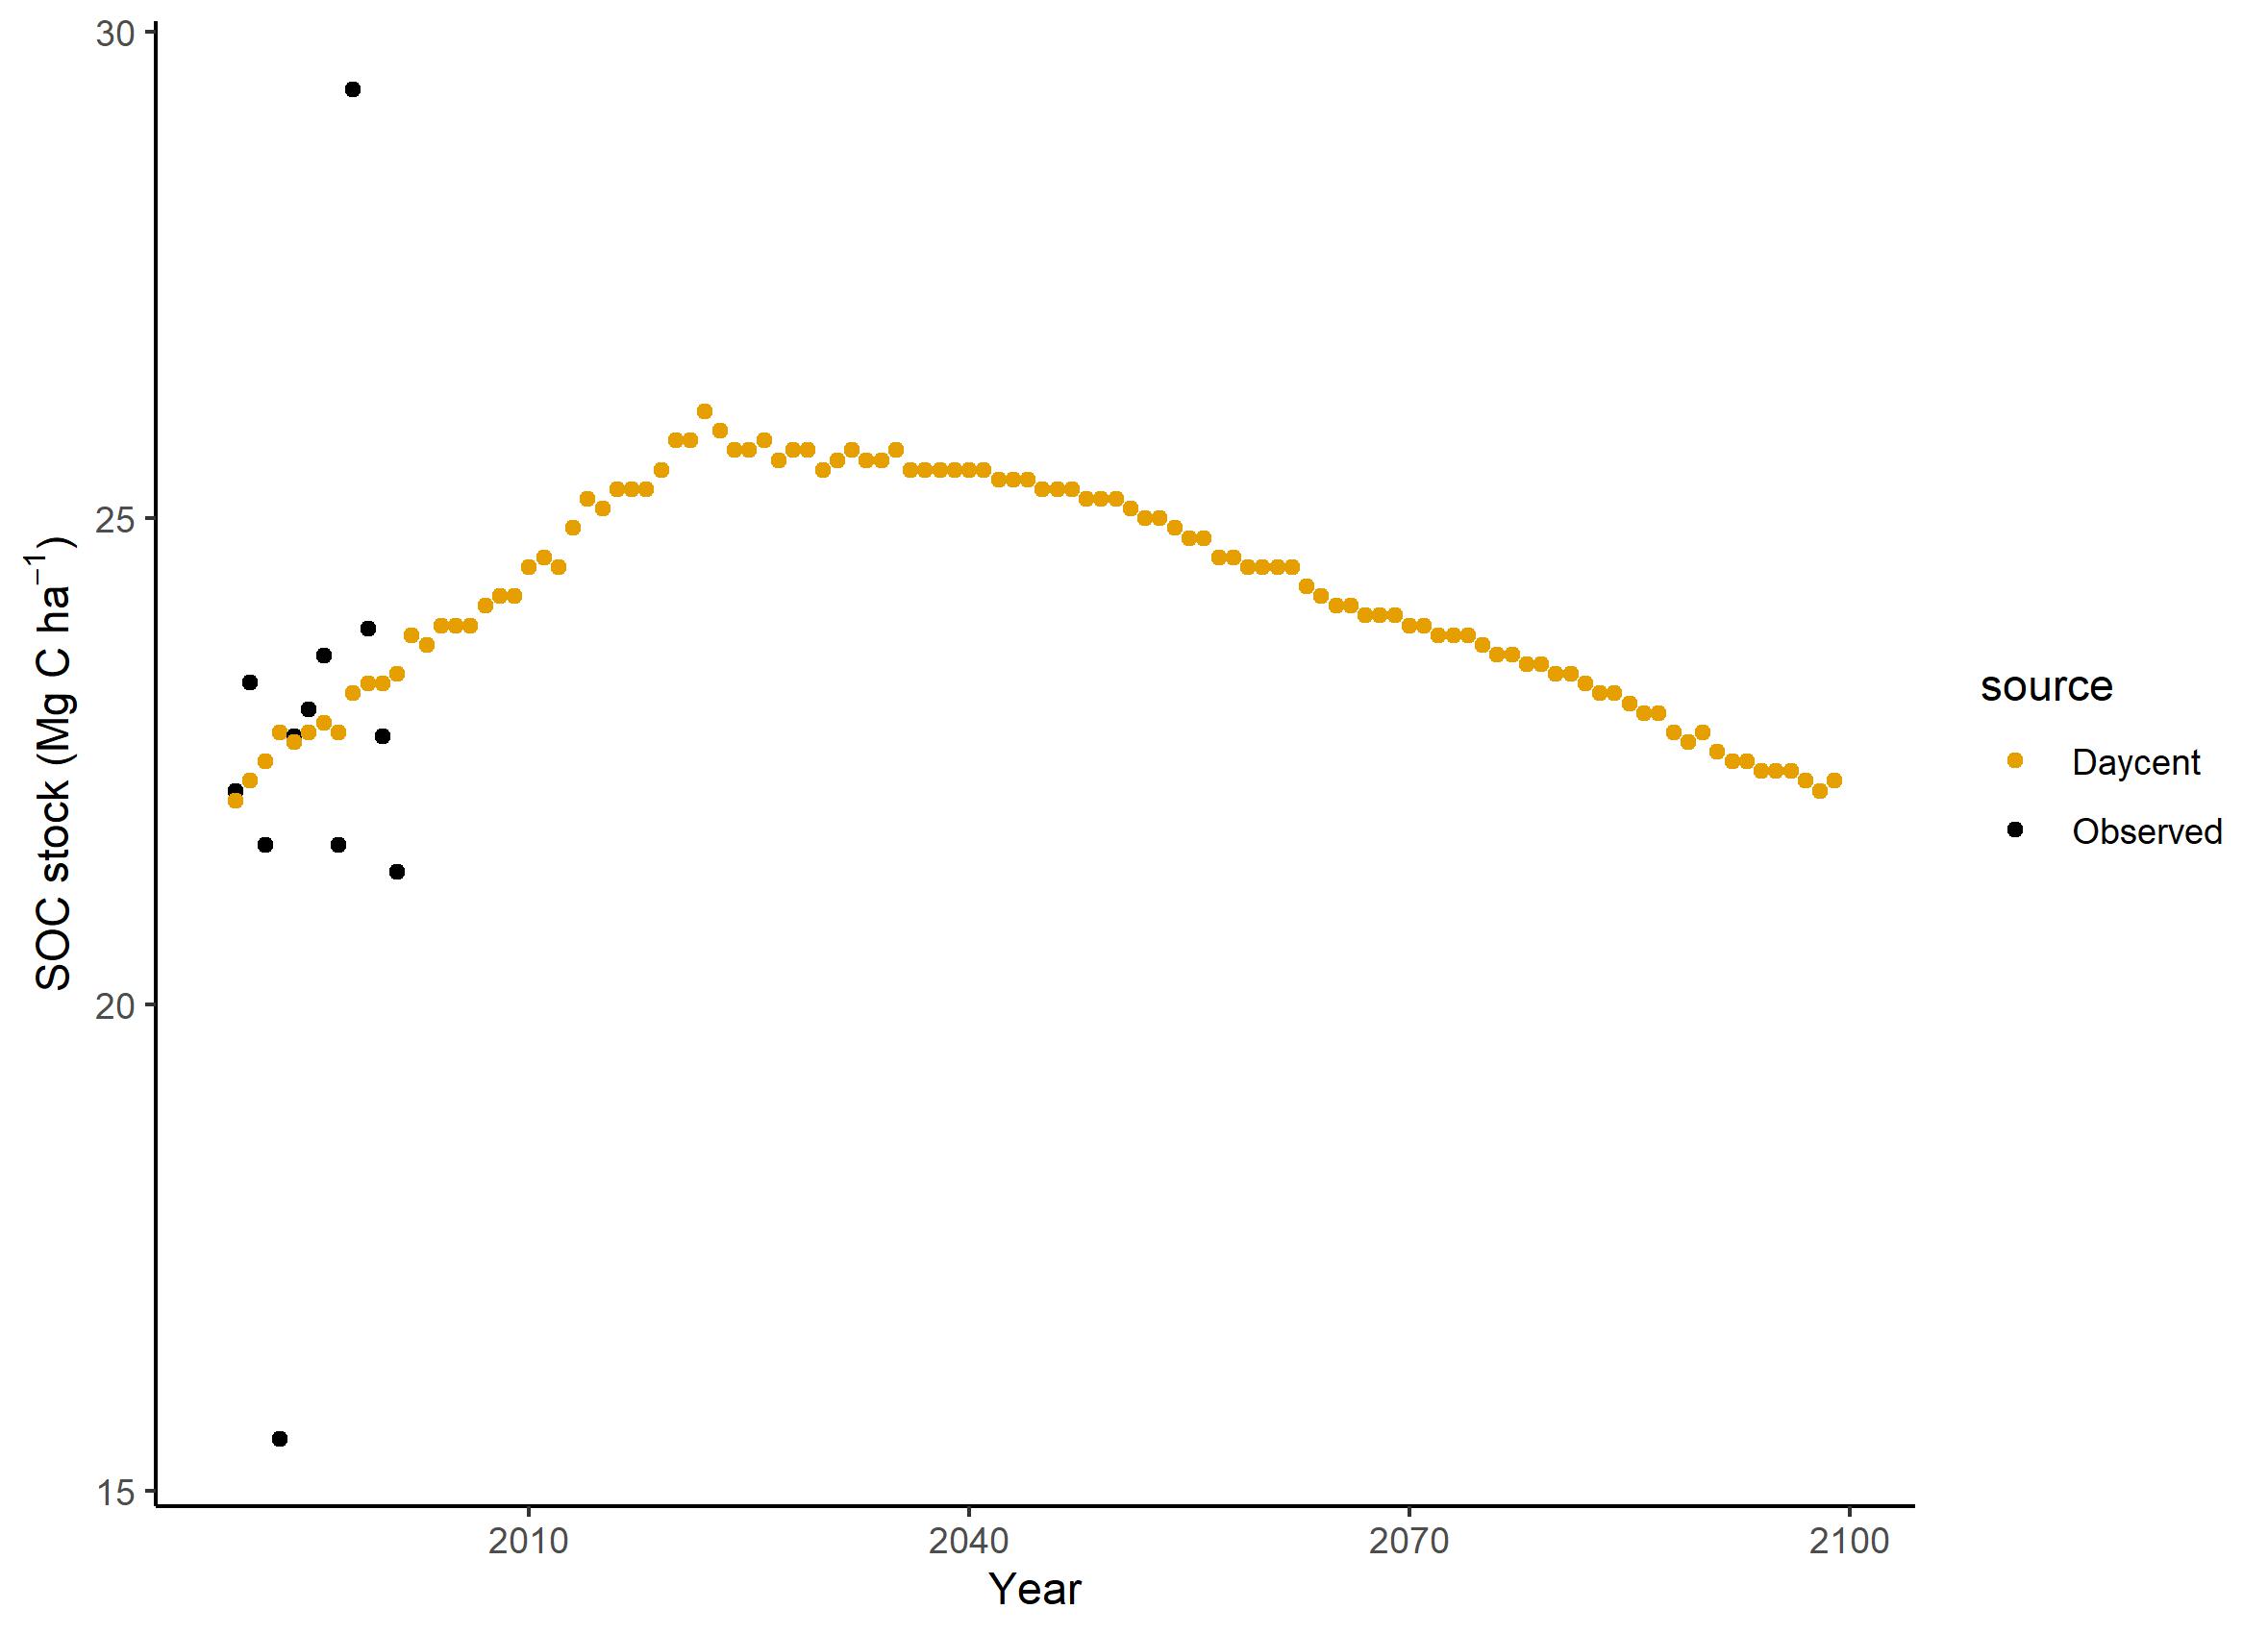 30
25
20
15
SOC stock (Mg C ha⁻¹)
2010 2040 2070 2100
Year
source
Daycent
Observed